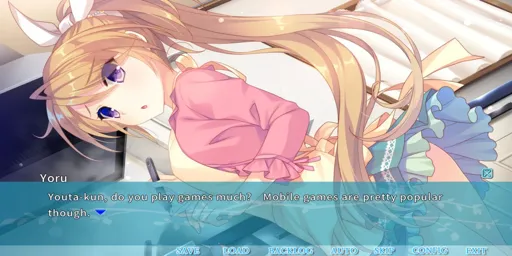 Yoru
Youta-kun, do you play games much? Mobile games are pretty popular
though.
SAVE LOAD BACKLOG AUTO SKIP CONFIG EXIT